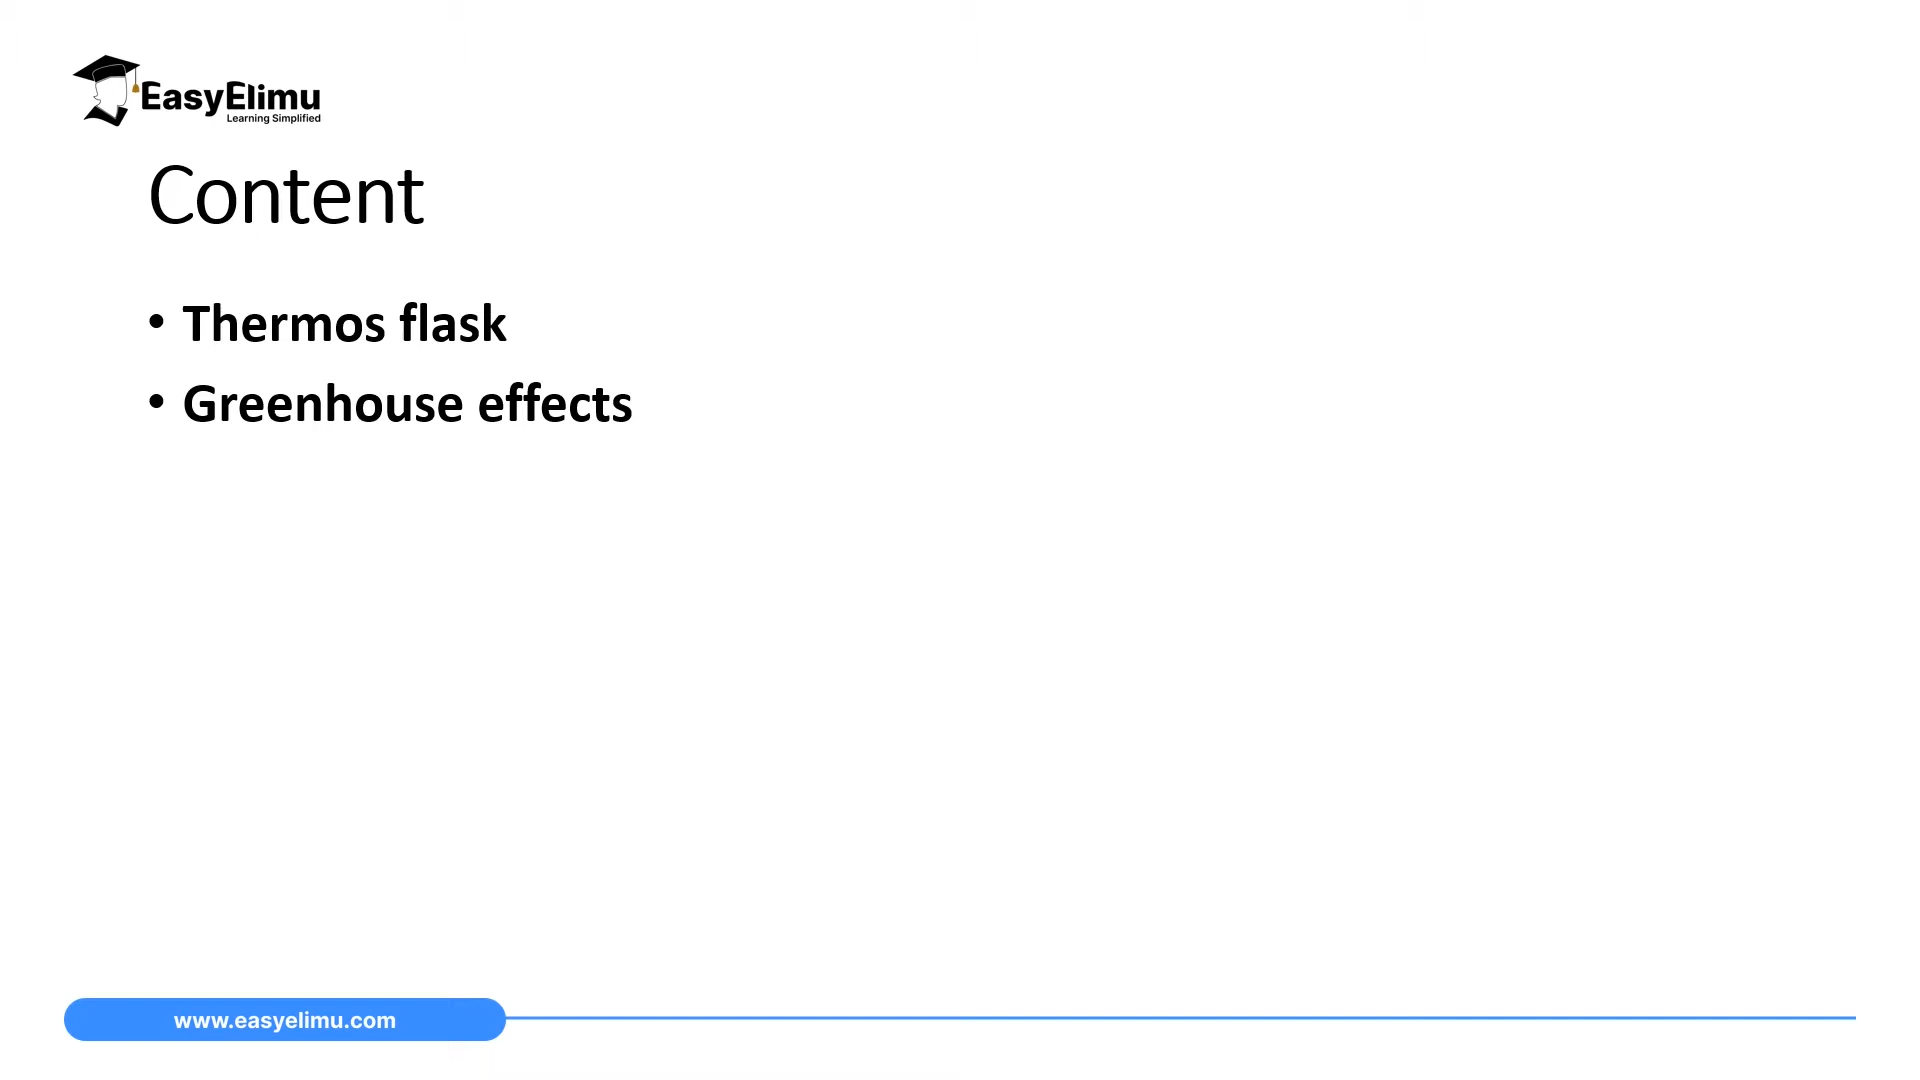 EasyElimu
Learning Simplified
Content
• Thermos flask
• Greenhouse effects
www.easyelimu.com